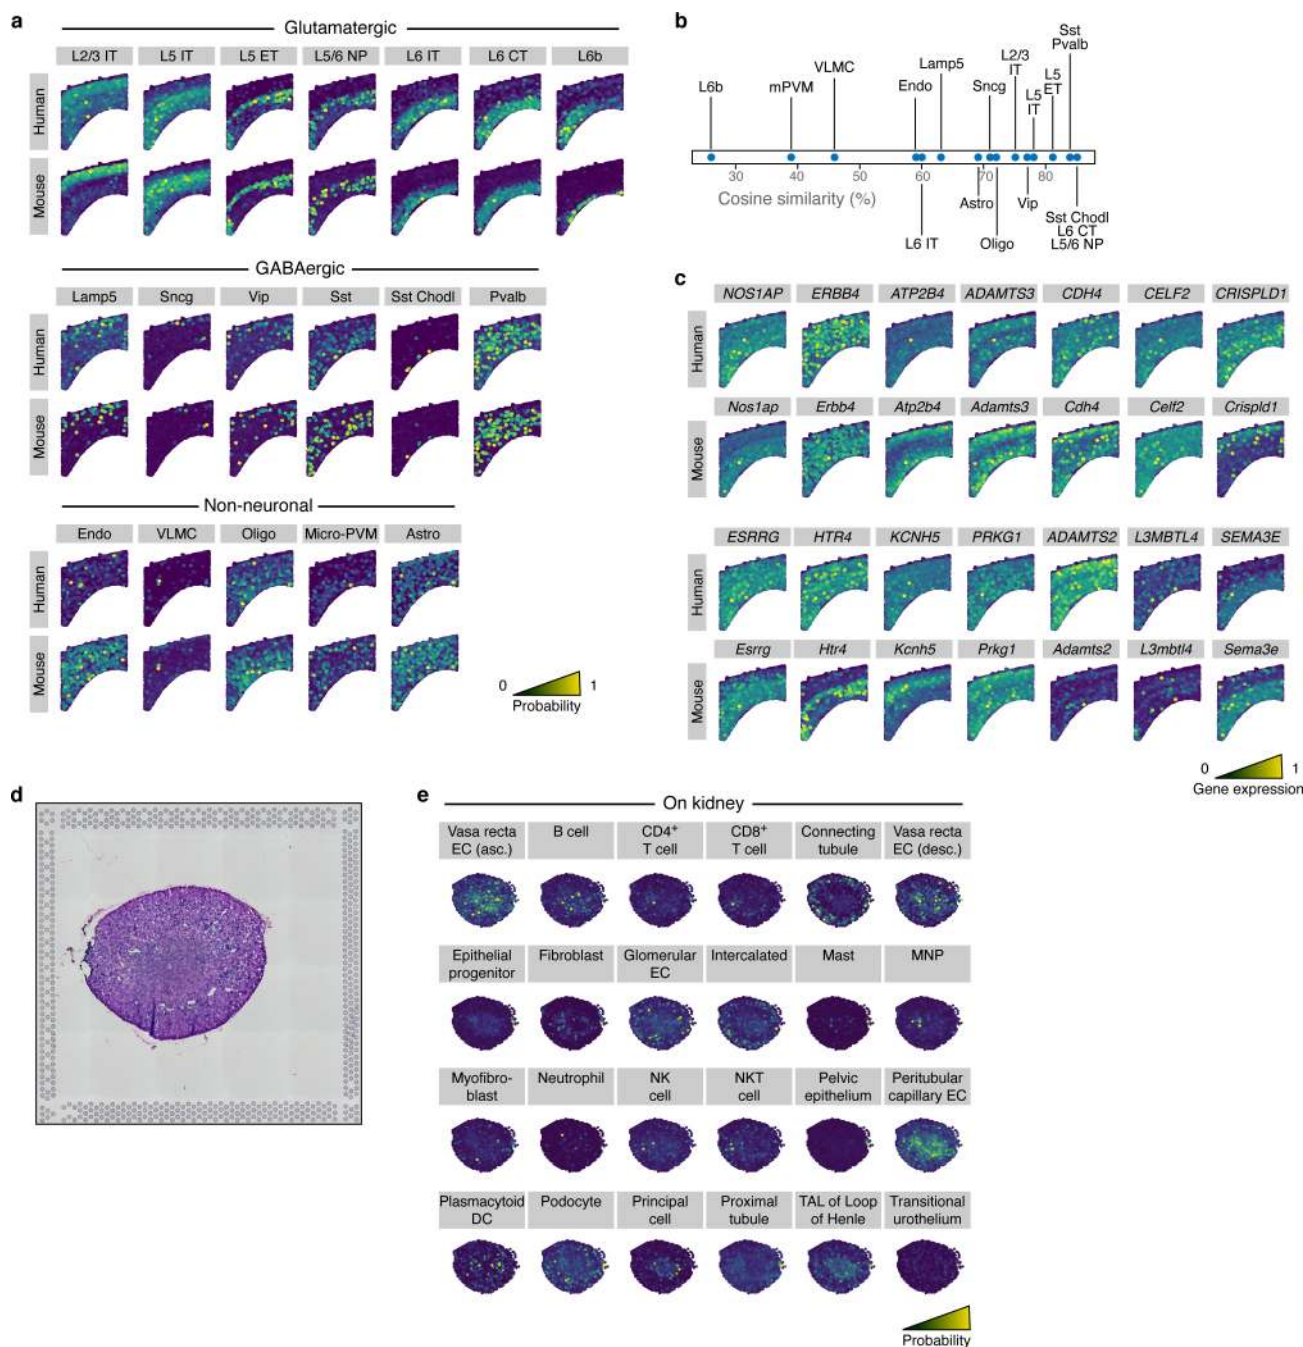 a
Glutamatergic
L2/3 IT L5 IT L5 ET L5/6 NP L6 IT L6 CT L6b
Human
Mouse
GABAergic
Lamp5 Sncg Vip Sst Sst Chodl Pvalb
Human
Mouse
Non-neuronal
Endo VLMC Oligo Micro-PVM Astro
Human
Mouse
0 1
Probability
b
Sst
Pvalb
L2/3
IT
VLMC Lamp5
L6b mPVM Endo Sncg L5
ET
L5
IT
30 40 50 60 70 80
Cosine similarity (%)
Astro Vip
Sst Chodl
L6 CT
L5/6 NP
L6 IT Oligo
c
NOS1AP ERBB4 ATP2B4 ADAMTS3 CDH4 CELF2 CRISPLD1
Human
Nos1ap Erbb4 Atp2b4 Adamts3 Cdh4 Celf2 Crispld1
Mouse
ESRRG HTR4 KCNH5 PRKG1 ADAMTS2 L3MBTL4 SEMA3E
Human
Esrrg Htr4 Kcnh5 Prkg1 Adamts2 L3mbtl4 Sema3e
Mouse
0 1
Gene expression
d
e
On kidney
Vasa recta B cell CD4+ CD8+ Connecting Vasa recta
EC (asc.) T cell T cell tubule EC (desc.)
Epithelial Fibroblast Glomerular Intercalated Mast MNP
progenitor EC
Myofibro- Neutrophil NK NKT Pelvic Peritubular
blast cell cell epithelium capillary EC
Plasmacytoid Podocyte Principal Proximal TAL of Loop Transitional
DC cell tubule of Henle urothelium
Probability